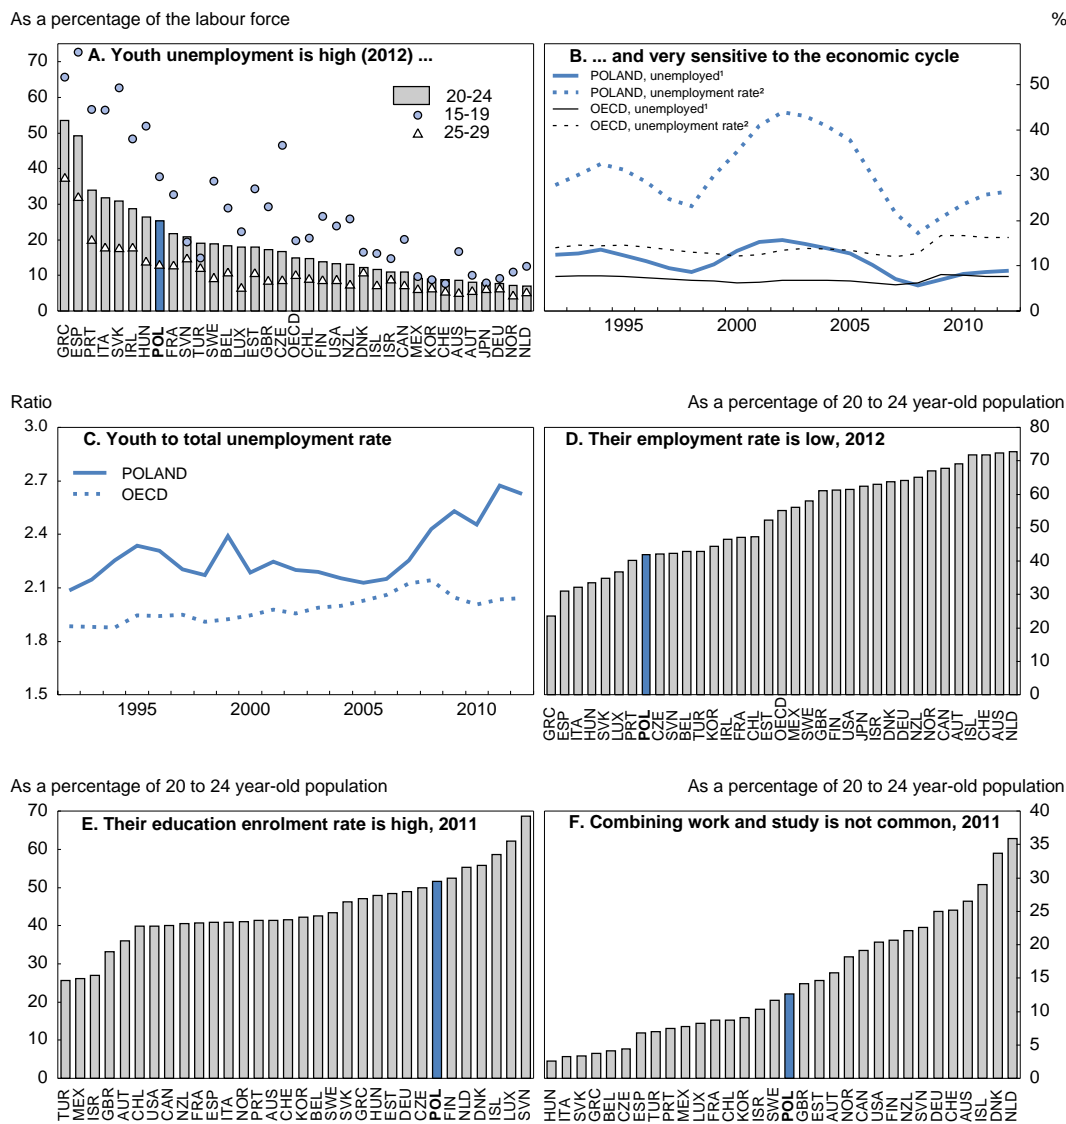 As a percentage of the labour force
%
A. Youth unemployment is high (2012) ...
20-24
15-19
25-29
70
60
50
40
30
20
10
0
GRC ESP PRT ITA SVK IRL HUN POL FRA SVN TUR SWE BEL LUX EST GBR CZE OECD CHL FIN USA NZL DNK ISL ISR CAN MEX KOR CHE AUS AUT JPN DEU NOR NLD
B. ... and very sensitive to the economic cycle
POLAND, unemployed¹
POLAND, unemployment rate²
OECD, unemployed¹
OECD, unemployment rate²
50
40
30
20
10
0
1995 2000 2005 2010
Ratio
C. Youth to total unemployment rate
POLAND
OECD
3.0
2.7
2.4
2.1
1.8
1.5
1995 2000 2005 2010
As a percentage of 20 to 24 year-old population
D. Their employment rate is low, 2012
80
70
60
50
40
30
20
10
0
GRC ESP ITA HUN SVK LUX PRT POL CZE SVN BEL TUR KOR IRL FRA CHL EST OECD MEX SWE GBR FIN USA JPN ISR DNK DEU NZL NOR CAN AUT ISL CHE AUS NLD
As a percentage of 20 to 24 year-old population
E. Their education enrolment rate is high, 2011
70
60
50
40
30
20
10
0
TUR MEX ISR GBR AUT CHL USA CAN NZL FRA ESP ITA NOR PRT AUS CHE KOR BEL SWE SVK GRC HUN EST DEU CZE POL FIN NLD DNK ISL LUX SVN
As a percentage of 20 to 24 year-old population
F. Combining work and study is not common, 2011
40
35
30
25
20
15
10
5
0
HUN ITA SVK GRC BEL CZE ESP TUR PRT MEX LUX FRA CHL KOR ISR SWE POL GBR EST AUT NOR CAN USA FIN NZL SVN DEU CHE AUS ISL DNK NLD